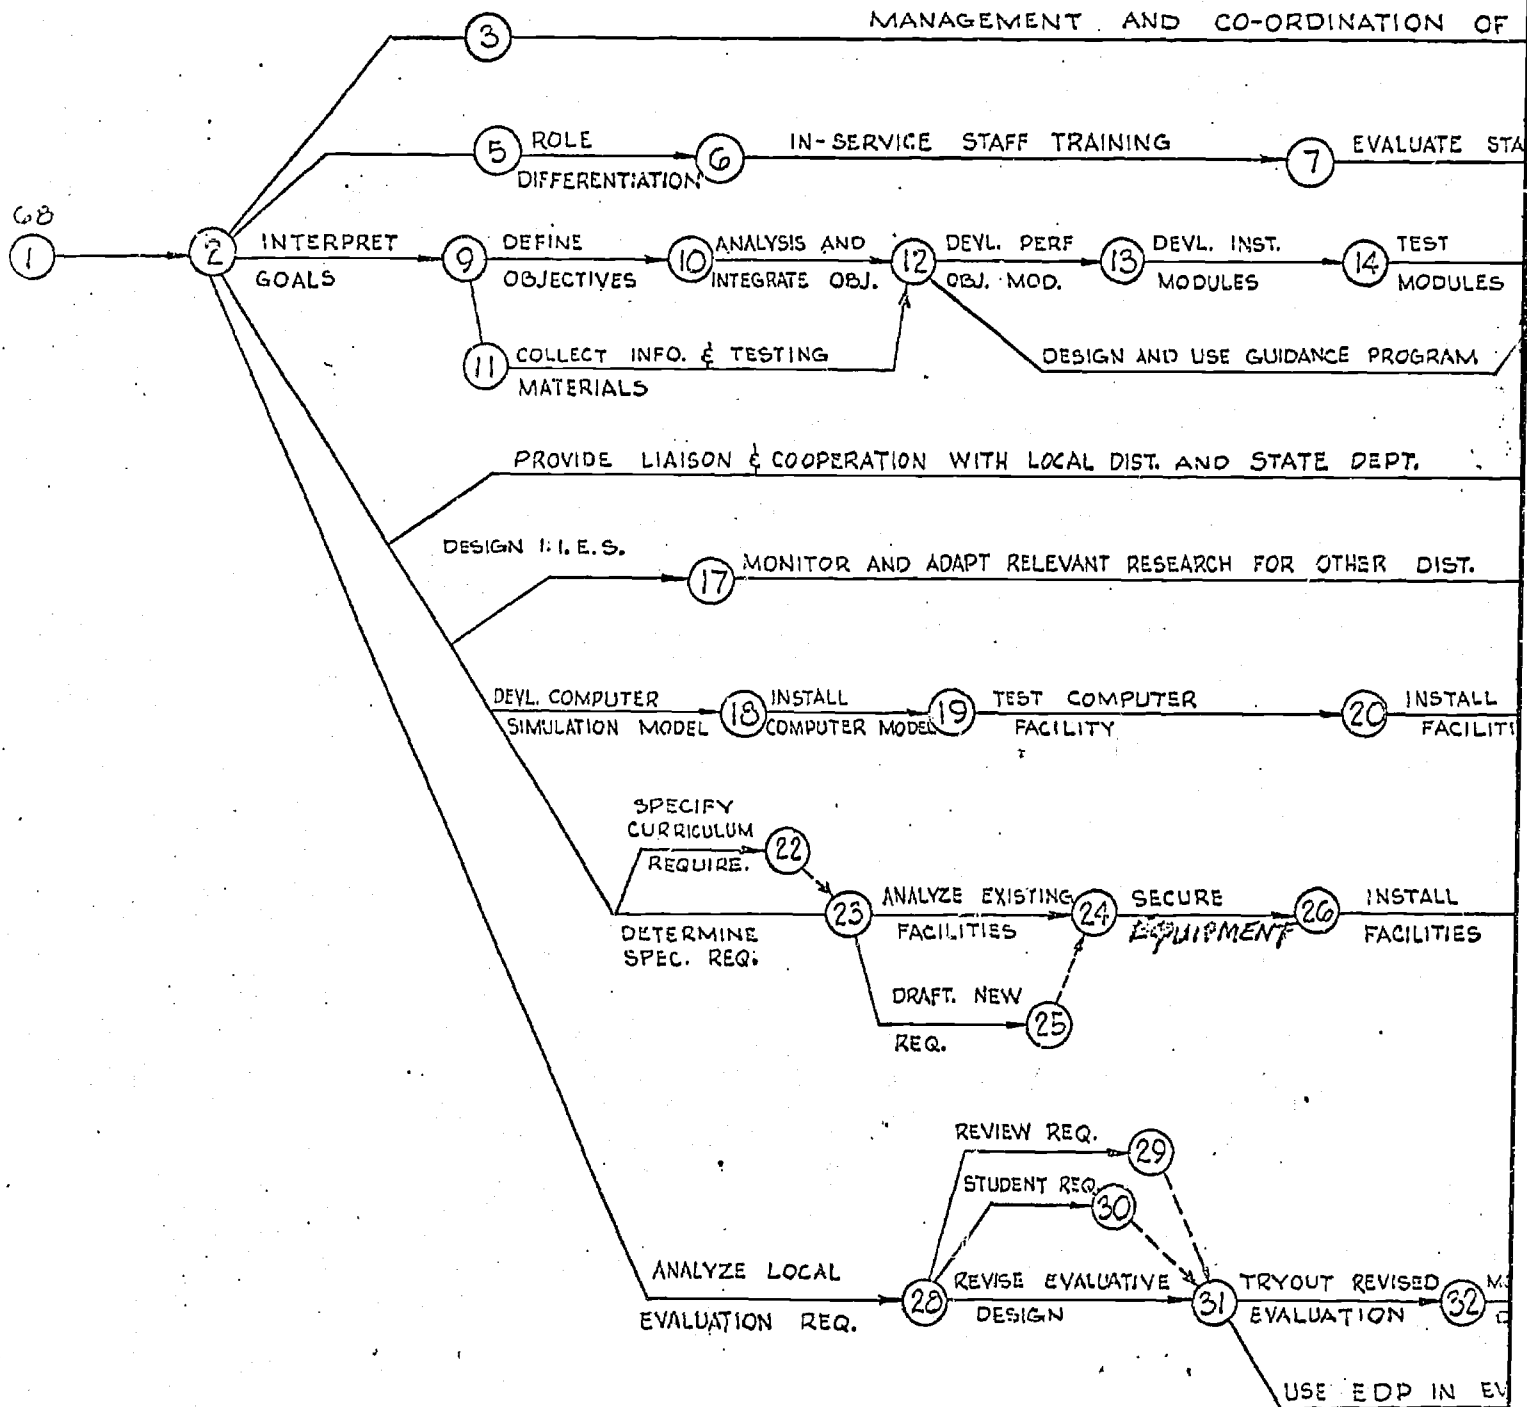 MANAGEMENT AND CO-ORDINATION OF
3
5
ROLE
DIFFERENTIATION
6
IN-SERVICE STAFF TRAINING
7
EVALUATE STA
68
1
2
INTERPRET
GOALS
9
DEFINE
OBJECTIVES
10
ANALYSIS AND
INTEGRATE OBJ.
12
DEVL. PERF
OBJ. MOD.
13
DEVL. INST.
MODULES
14
TEST
MODULES
11
COLLECT INFO. & TESTING
MATERIALS
DESIGN AND USE GUIDANCE PROGRAM
PROVIDE LIAISON & COOPERATION WITH LOCAL DIST. AND STATE DEPT.
DESIGN I.I.E.S.
17
MONITOR AND ADAPT RELEVANT RESEARCH FOR OTHER DIST.
DEVL. COMPUTER
SIMULATION MODEL
18
INSTALL
COMPUTER MODEL
19
TEST COMPUTER
FACILITY
20
INSTALL
FACILITI
SPECIFY
CURRICULUM
REQUIRE.
22
DETERMINE
SPEC. REQ.
23
ANALYZE EXISTING
FACILITIES
24
SECURE
EQUIPMENT
26
INSTALL
FACILITIES
DRAFT. NEW
REQ.
25
REVIEW REQ.
29
STUDENT REQ.
30
ANALYZE LOCAL
EVALUATION REQ.
28
REVISE EVALUATIVE
DESIGN
31
TRYOUT REVISED
EVALUATION
32
USE EDP IN EV